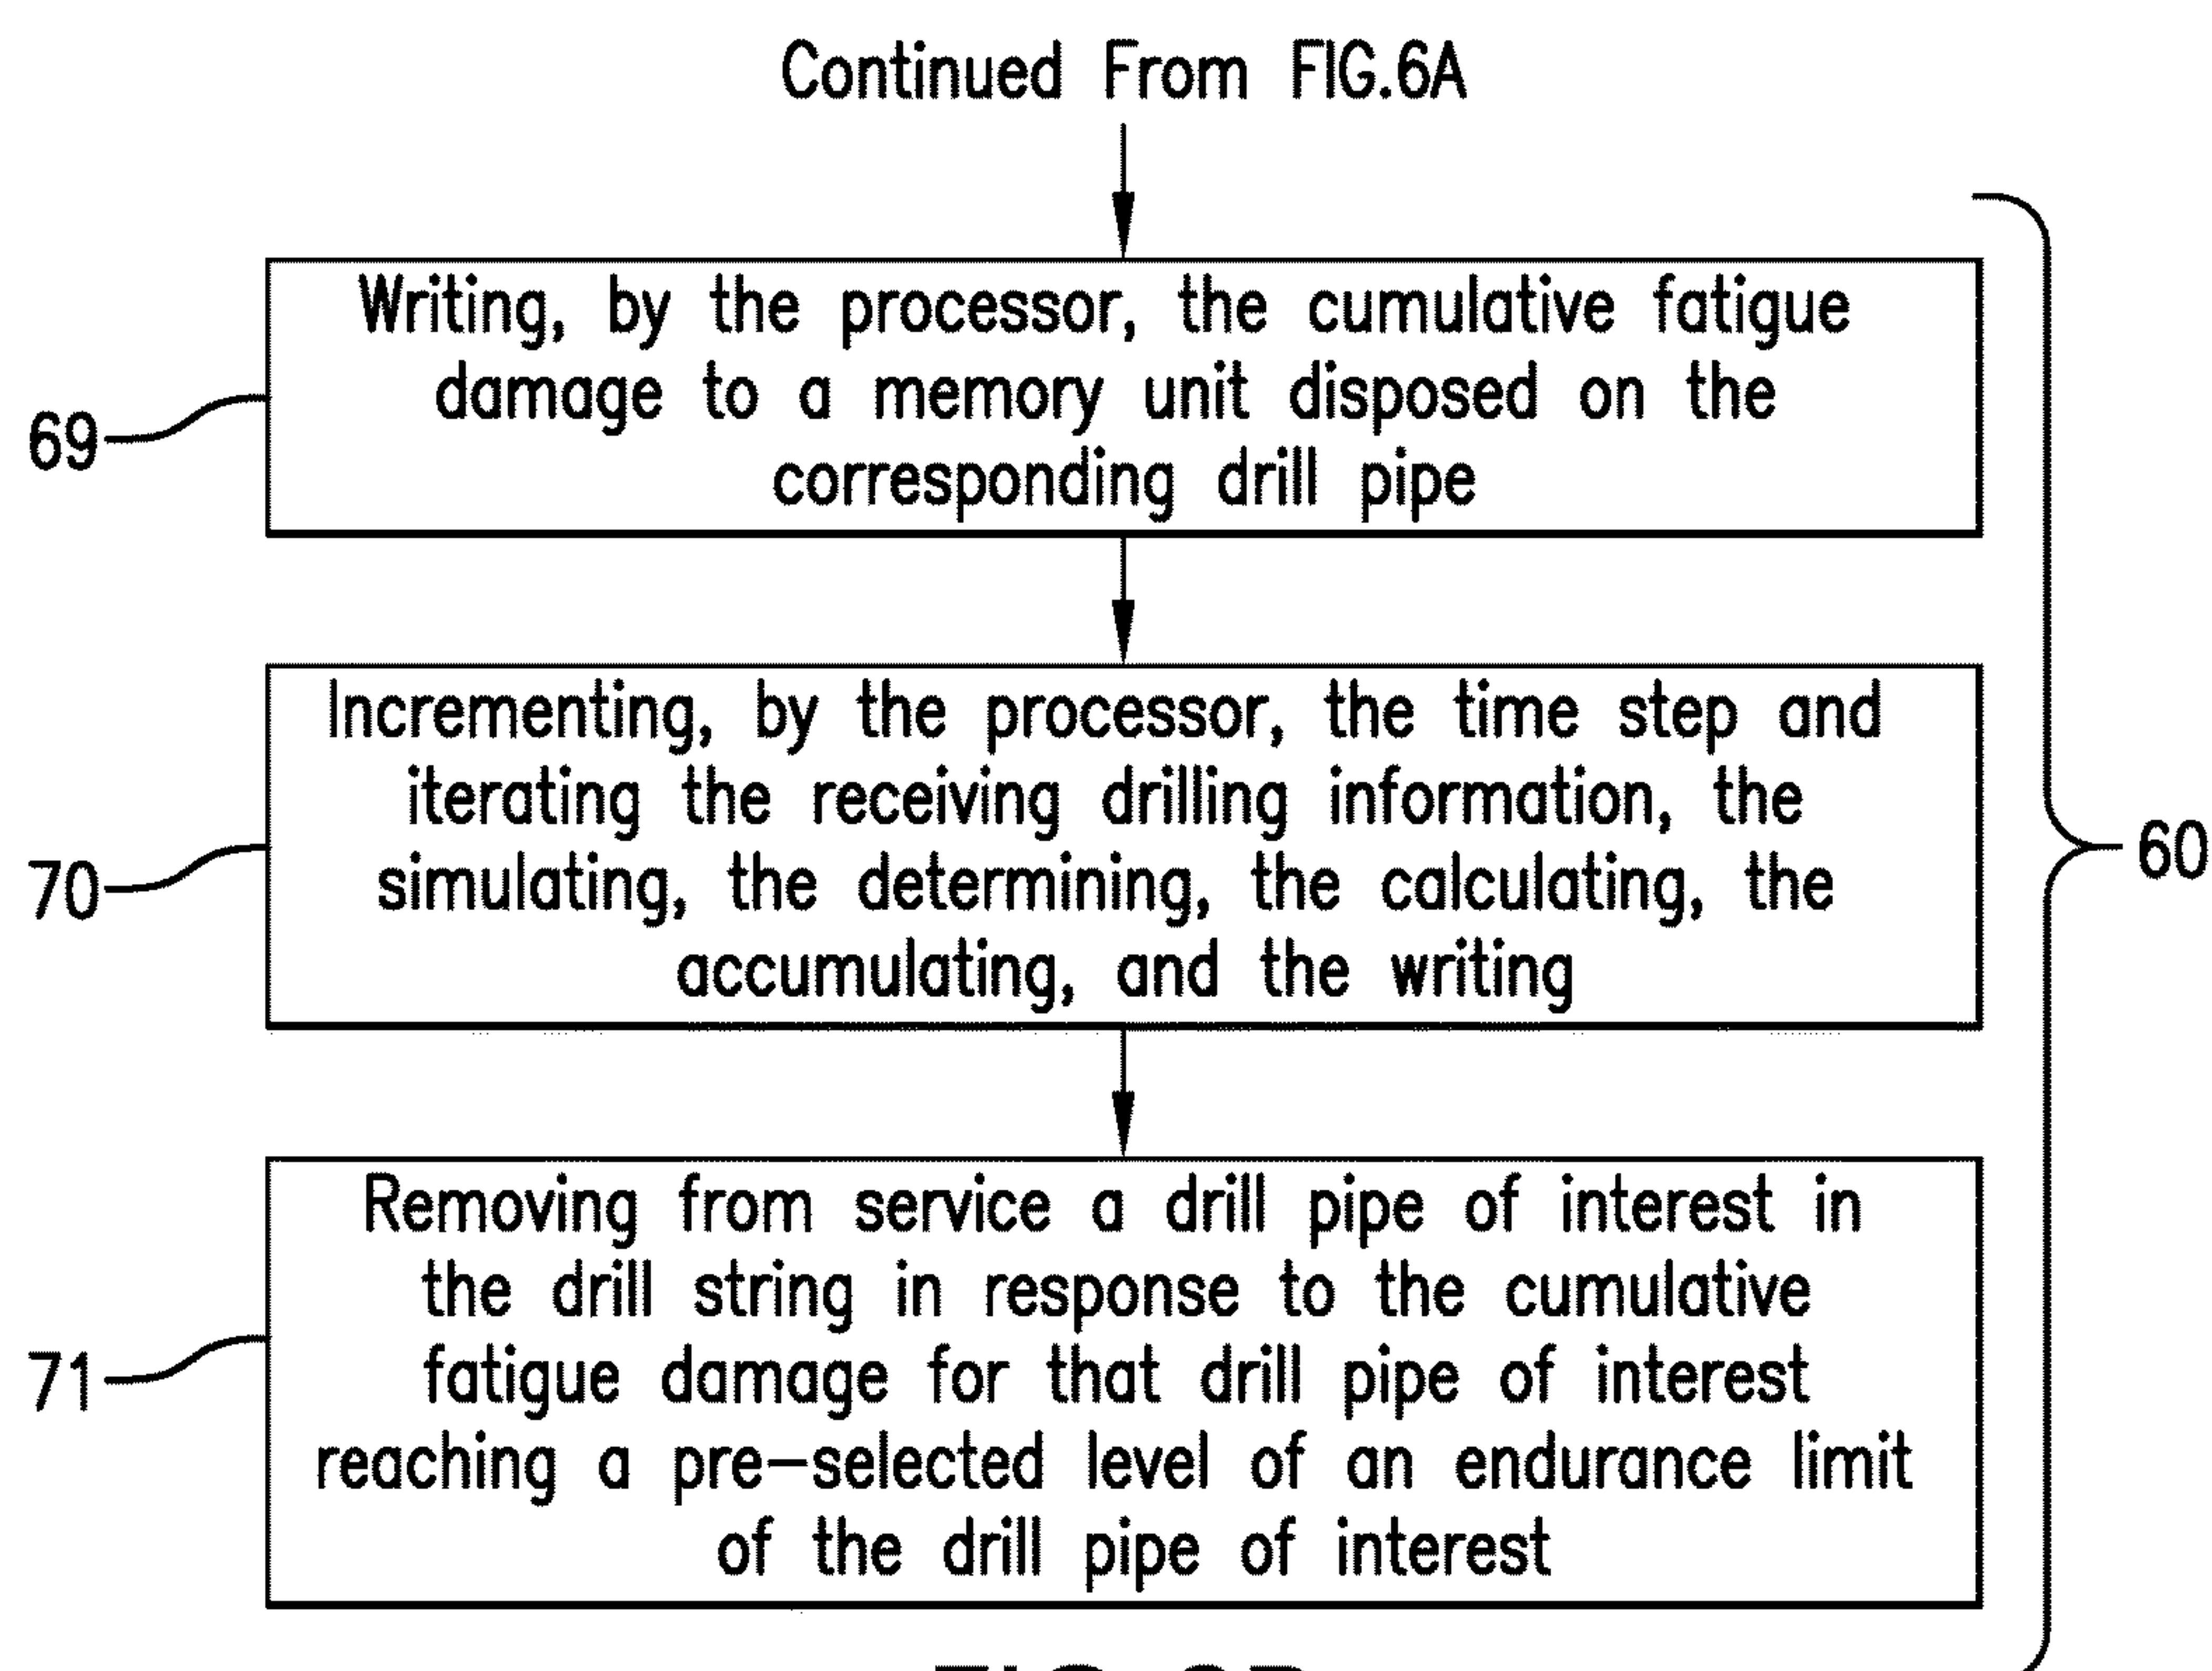 Continued From FIG.6A
Writing, by the processor, the cumulative fatigue
damage to a memory unit disposed on the
corresponding drill pipe
69
Incrementing, by the processor, the time step and
iterating the receiving drilling information, the
simulating, the determining, the calculating, the
accumulating, and the writing
70
60
Removing from service a drill pipe of interest in
the drill string in response to the cumulative
fatigue damage for that drill pipe of interest
reaching a pre-selected level of an endurance limit
of the drill pipe of interest
71